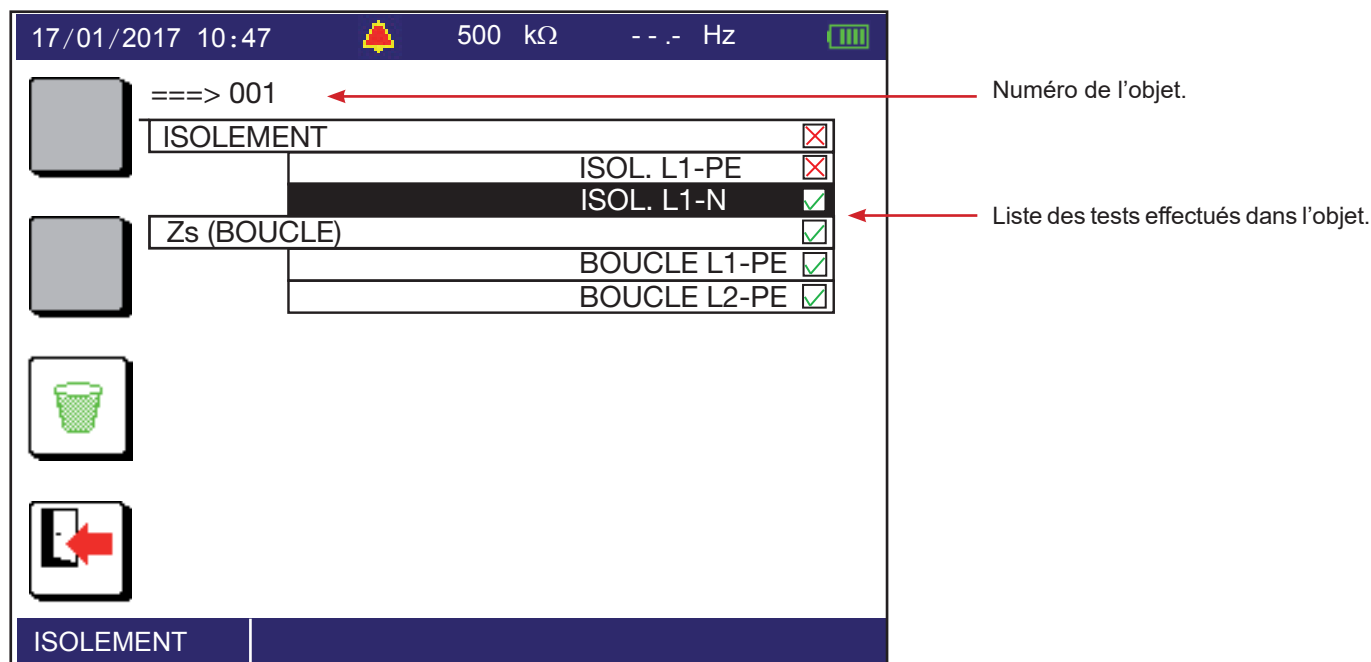 17/01/2017 10:47 500 kΩ - - .- Hz
===> 001
Numéro de l'objet.
ISOLEMENT
ISOL. L1-PE
ISOL. L1-N
Liste des tests effectués dans l'objet.
Zs (BOUCLE)
BOUCLE L1-PE
BOUCLE L2-PE
ISOLEMENT